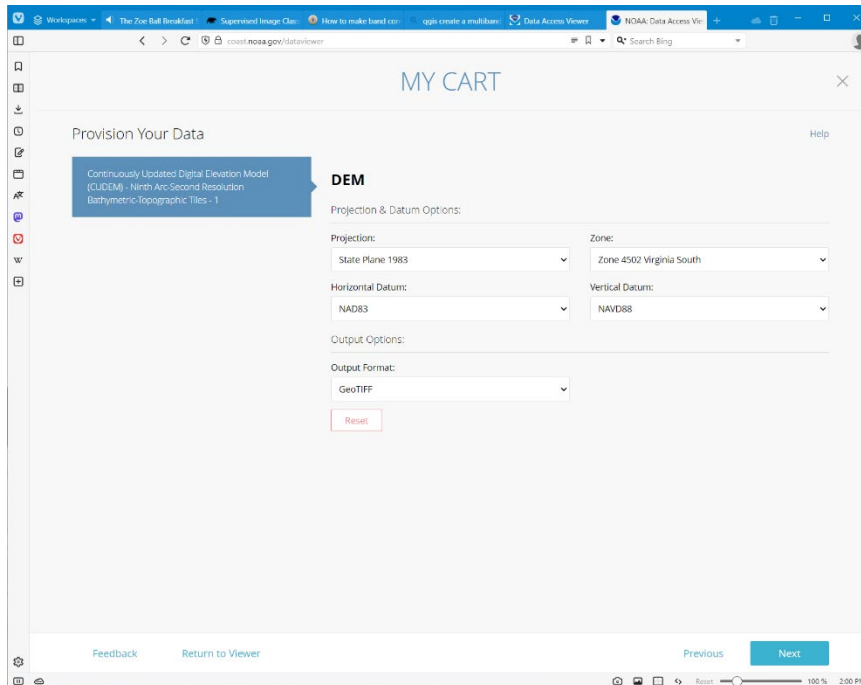 Workspaces
The Zoe Ball Breakfast
Supervised Image Clas
How to make band con
qgis create a multiband
Data Access Viewer
NOAA: Data Access Vie
coast.noaa.gov/dataviewer
Search Bing
MY CART
Provision Your Data
Help
Continuously Updated Digital Elevation Model
(CUDEM) - Ninth Arc-Second Resolution
Bathymetric-Topographic Tiles - 1
DEM
Projection & Datum Options:
Projection:
Zone:
State Plane 1983
Zone 4502 Virginia South
Horizontal Datum:
Vertical Datum:
NAD83
NAVD88
Output Options:
Output Format:
GeoTIFF
Reset
Feedback
Return to Viewer
Previous
Next
Reset
100 %
2:00 PM